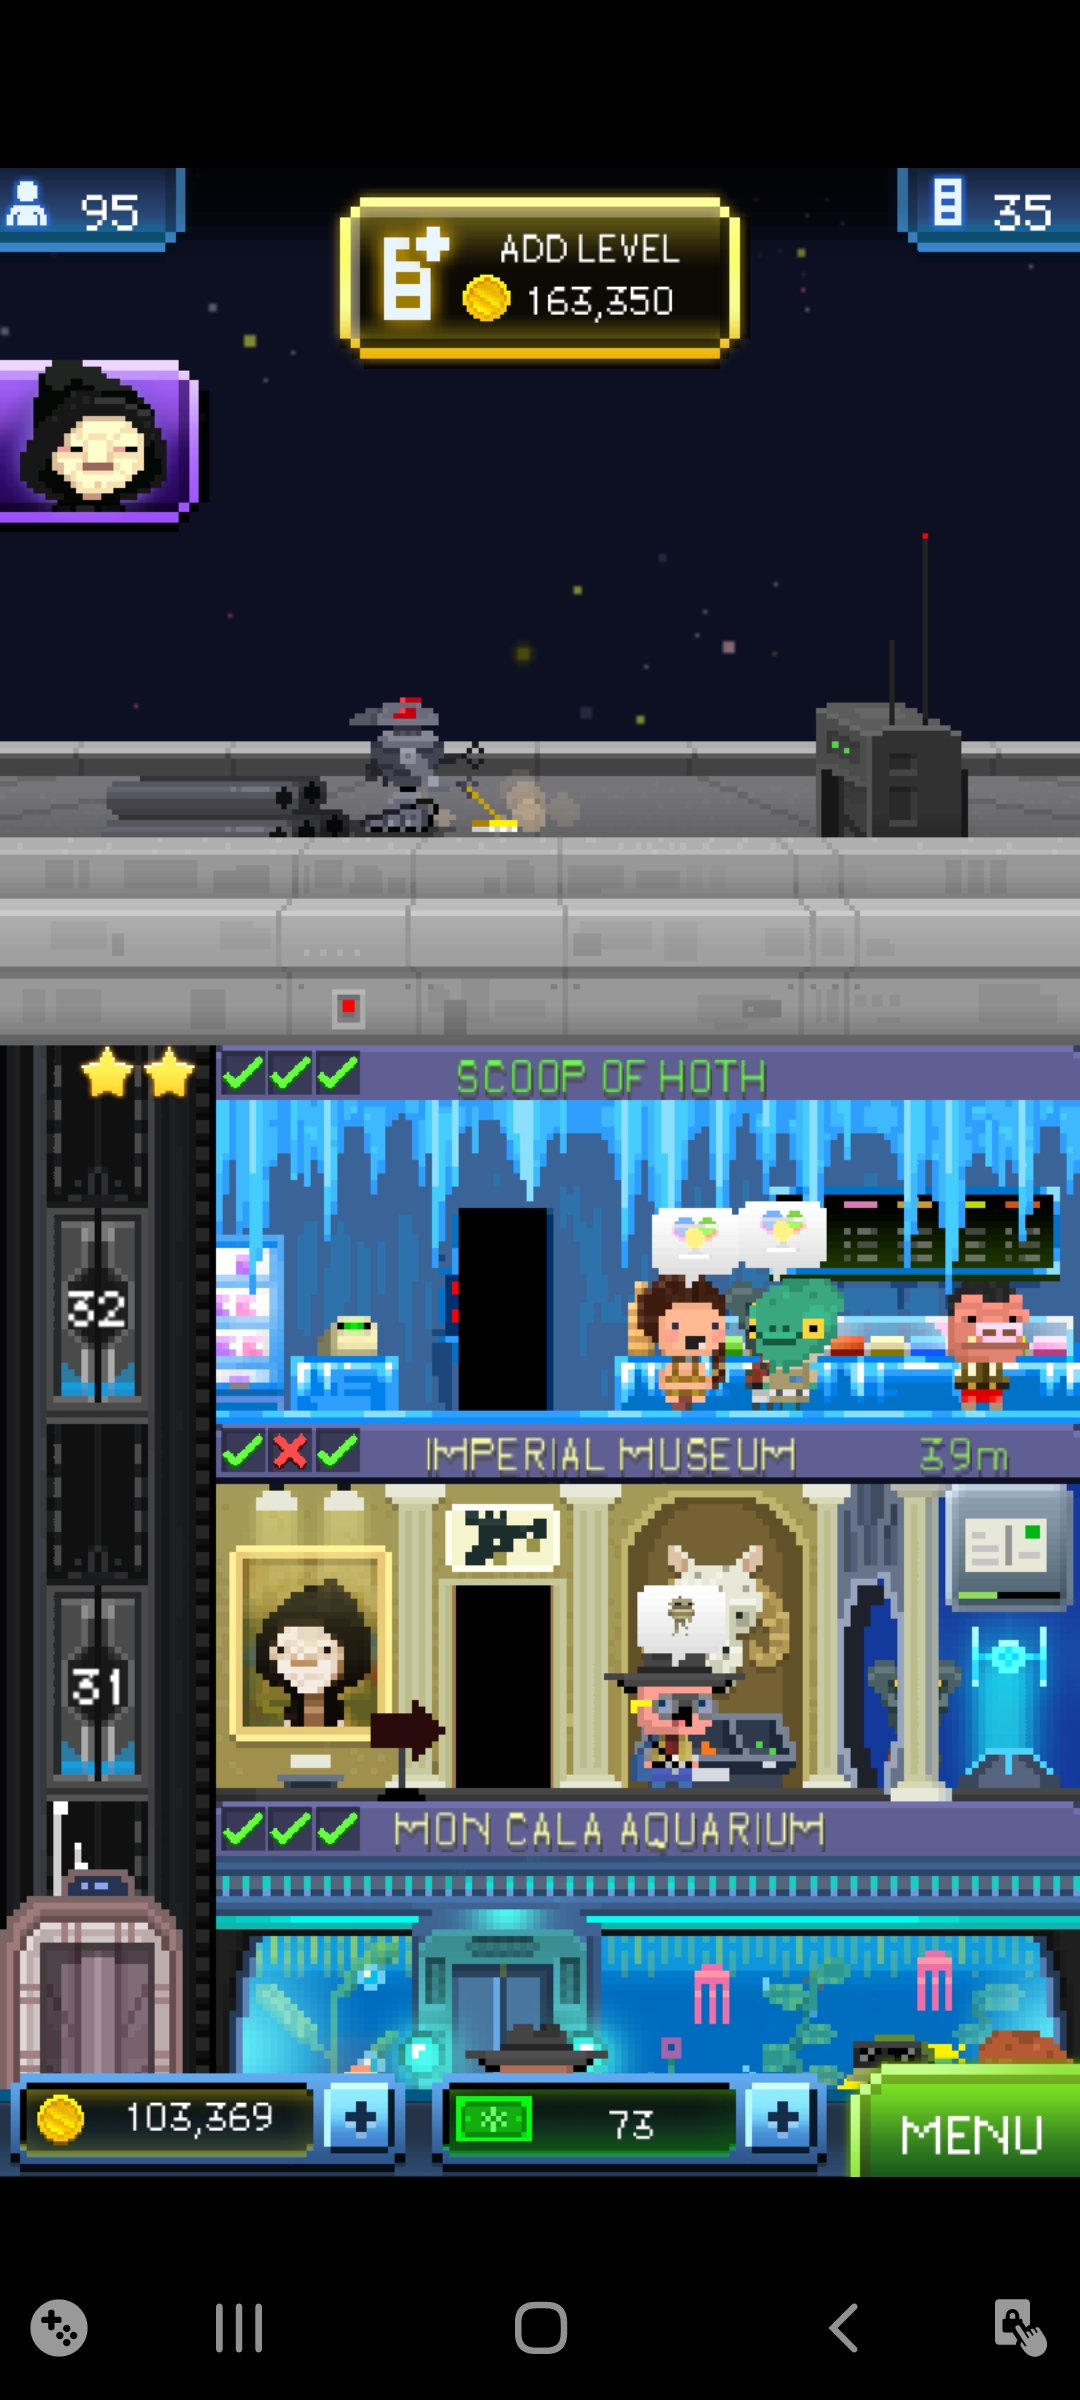 95
ADD LEVEL
163,350
35
SCOOP OF HOTH
32
IMPERIAL MUSEUM 39m
31
MON CALA AQUARIUM
103,369
73
MENU